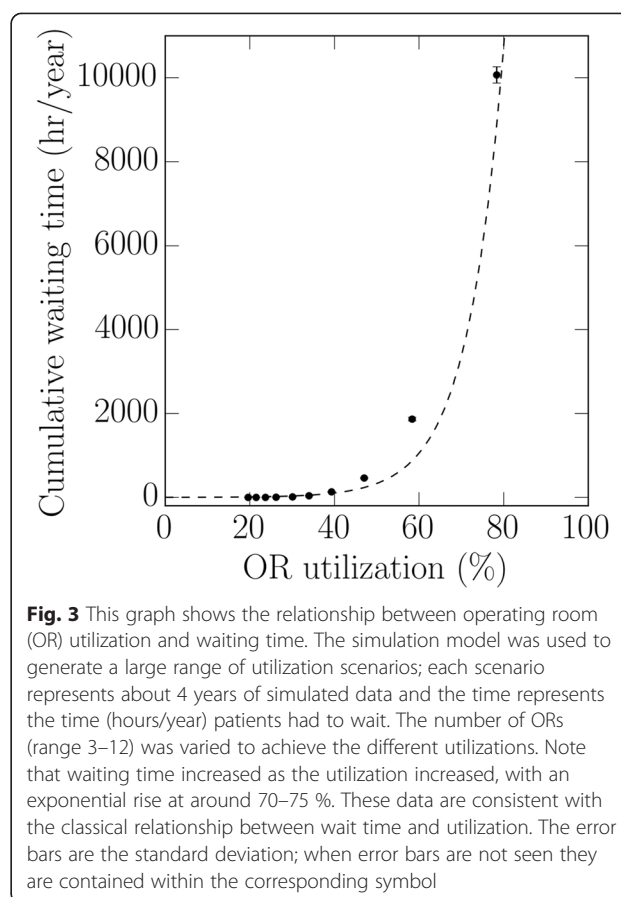 10000
8000
6000
4000
2000
0
Cumulative waiting time (hr/year)
0 20 40 60 80 100
OR utilization (%)
Fig. 3 This graph shows the relationship between operating room
(OR) utilization and waiting time. The simulation model was used to
generate a large range of utilization scenarios; each scenario
represents about 4 years of simulated data and the time represents
the time (hours/year) patients had to wait. The number of ORs
(range 3–12) was varied to achieve the different utilizations. Note
that waiting time increased as the utilization increased, with an
exponential rise at around 70–75 %. These data are consistent with
the classical relationship between wait time and utilization. The error
bars are the standard deviation; when error bars are not seen they
are contained within the corresponding symbol